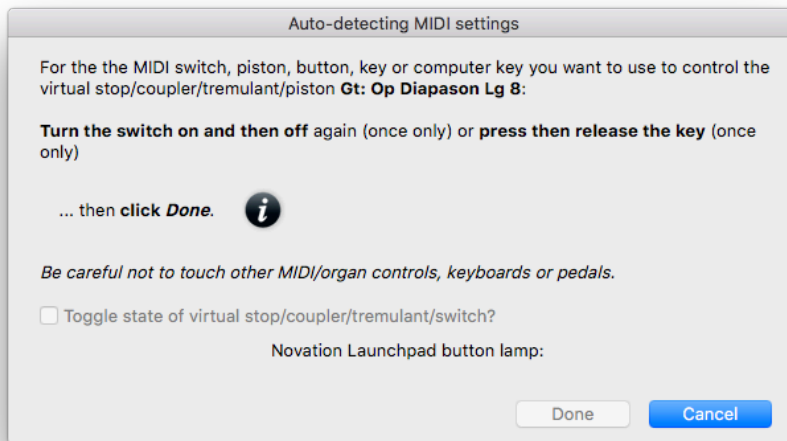 Auto-detecting MIDI settings
For the the MIDI switch, piston, button, key or computer key you want to use to control the
virtual stop/coupler/tremulant/piston Gt: Op Diapason Lg 8:
Turn the switch on and then off again (once only) or press then release the key (once
only)
... then click Done.
i
Be careful not to touch other MIDI/organ controls, keyboards or pedals.
Toggle state of virtual stop/coupler/tremulant/switch?
Novation Launchpad button lamp:
Done
Cancel